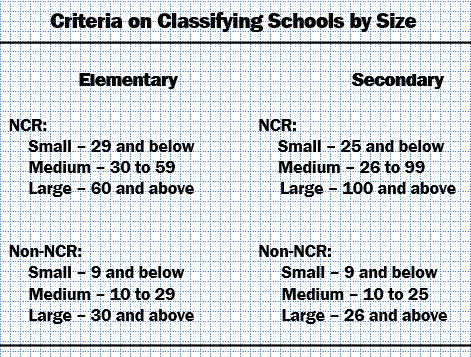 Criteria on Classifying Schools by Size
Elementary
NCR:
Small – 29 and below
Medium – 30 to 59
Large – 60 and above
Non-NCR:
Small – 9 and below
Medium – 10 to 29
Large – 30 and above
Secondary
NCR:
Small – 25 and below
Medium – 26 to 99
Large – 100 and above
Non-NCR:
Small – 9 and below
Medium – 10 to 25
Large – 26 and above